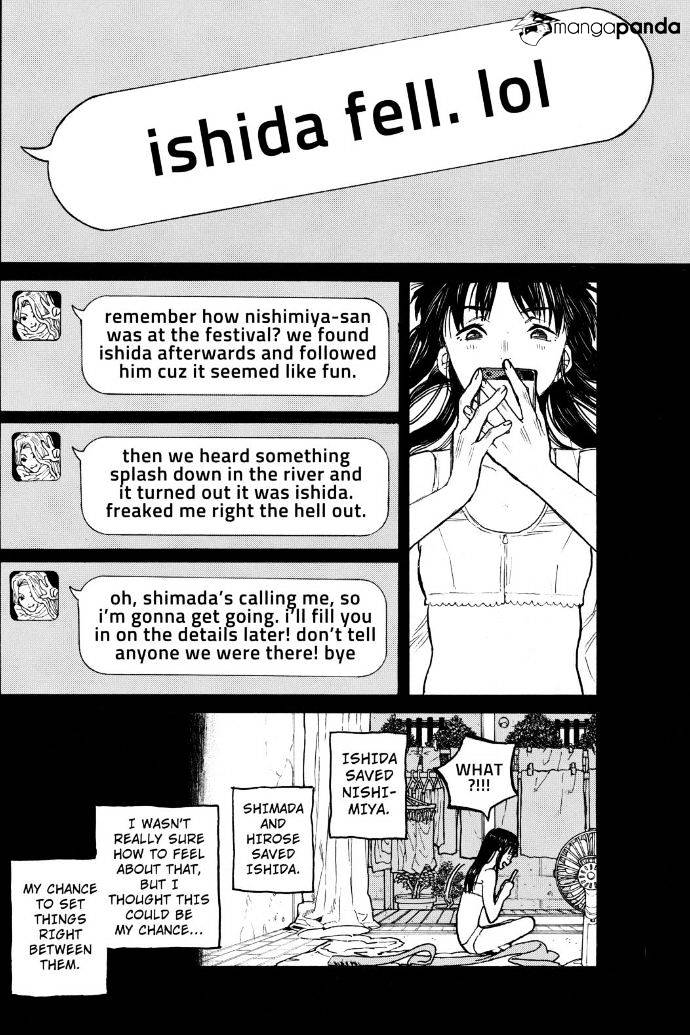 mangapanda
ishida fell. lol
remember how nishimiya-san
was at the festival? we found
ishida afterwards and followed
him cuz it seemed like fun.
then we heard something
splash down in the river and
it turned out it was ishida.
freaked me right the hell out.
oh, shimada's calling me, so
i'm gonna get going. i'll fill you
in on the details later! don't tell
anyone we were there! bye
WHAT
?!!!
ISHIDA
SAVED
NISHI-
MIYA.
SHIMADA
AND
HIROSE
SAVED
ISHIDA.
I WASN'T
REALLY SURE
HOW TO FEEL
ABOUT THAT,
BUT I
THOUGHT THIS
COULD BE
MY CHANCE...
MY CHANCE
TO SET
THINGS
RIGHT
BETWEEN
THEM.